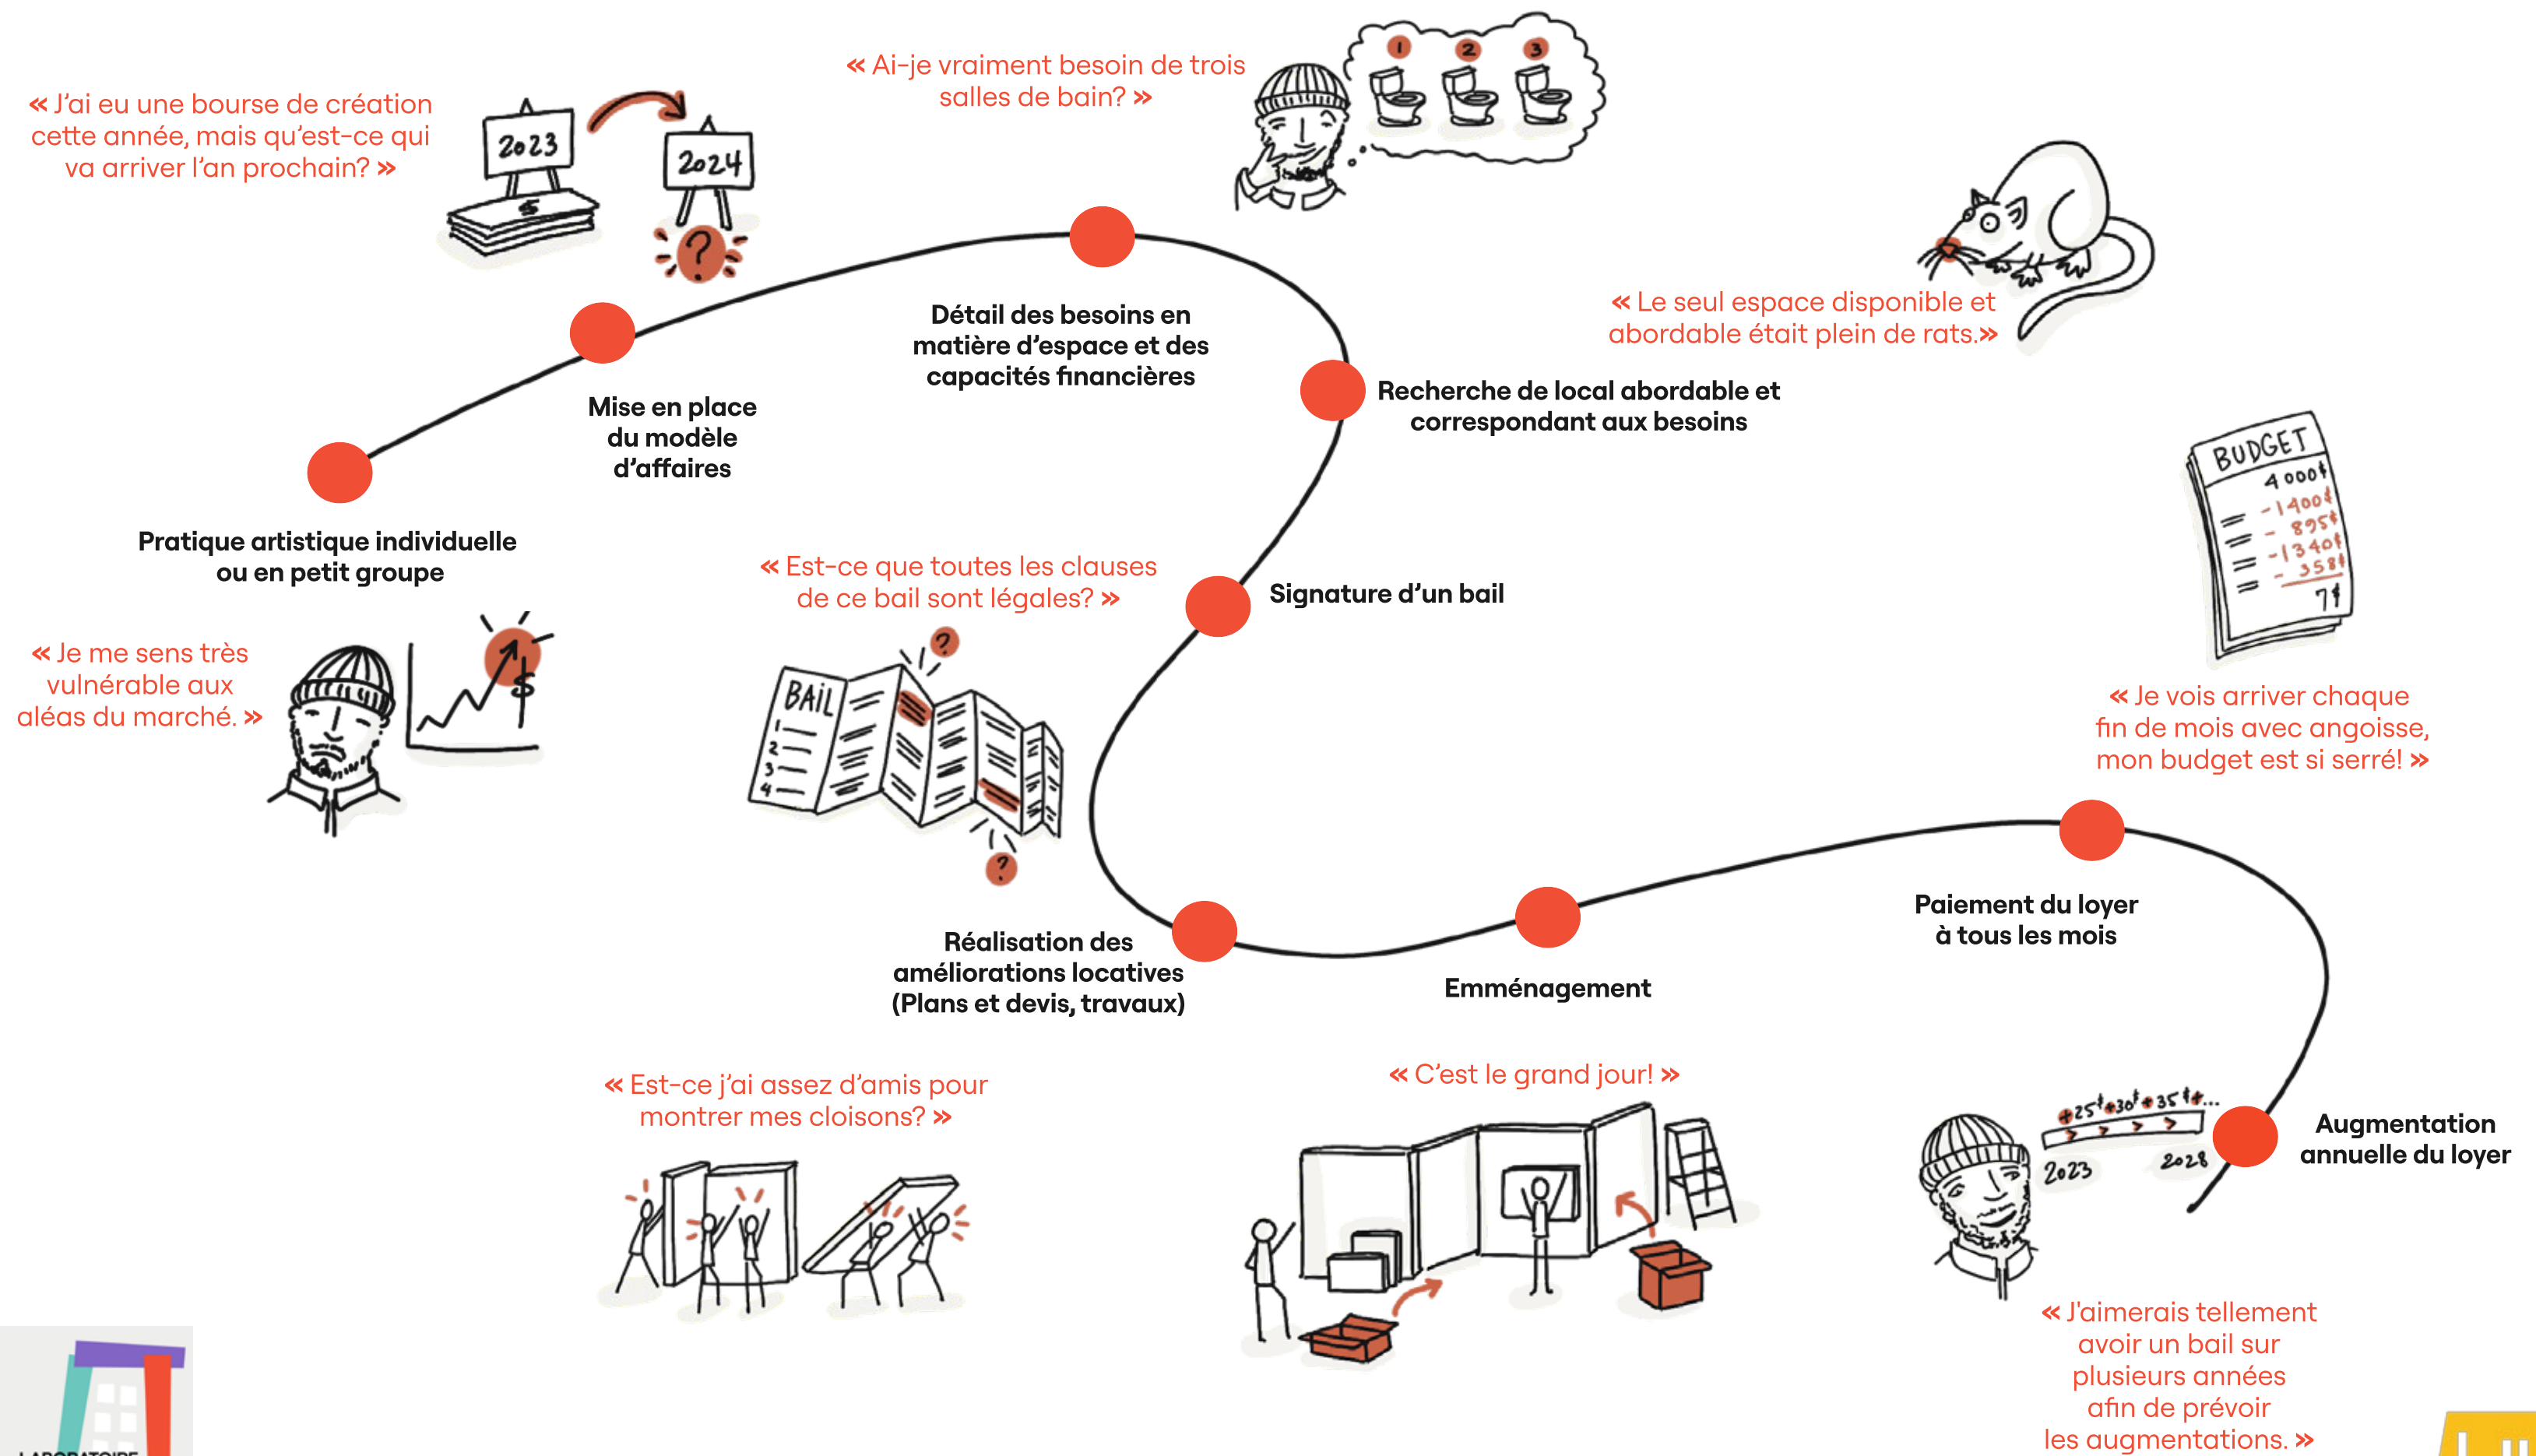 « J'ai eu une bourse de création
cette année, mais qu'est-ce qui
va arriver l'an prochain? »
2023
$
2024
?
« Ai-je vraiment besoin de trois
salles de bain? »
1 2 3
« Le seul espace disponible et
abordable était plein de rats.»
Détail des besoins en
matière d'espace et des
capacités financières
Mise en place
du modèle
d'affaires
Recherche de local abordable et
correspondant aux besoins
Pratique artistique individuelle
ou en petit groupe
« Je me sens très
vulnérable aux
aléas du marché. »
$
« Est-ce que toutes les clauses
de ce bail sont légales? »
?
BAIL
1
2
3
4
?
Signature d'un bail
BUDGET
4000$
-1400$
- 895$
-1340$
- 358$
7$
« Je vois arriver chaque
fin de mois avec angoisse,
mon budget est si serré! »
Réalisation des
améliorations locatives
(Plans et devis, travaux)
Emménagement
Paiement du loyer
à tous les mois
« Est-ce j'ai assez d'amis pour
montrer mes cloisons? »
« C'est le grand jour! »
+25$+30$+35$+...
2023
2028
Augmentation
annuelle du loyer
« J'aimerais tellement
avoir un bail sur
plusieurs années
afin de prévoir
les augmentations. »
LABORATOIRE